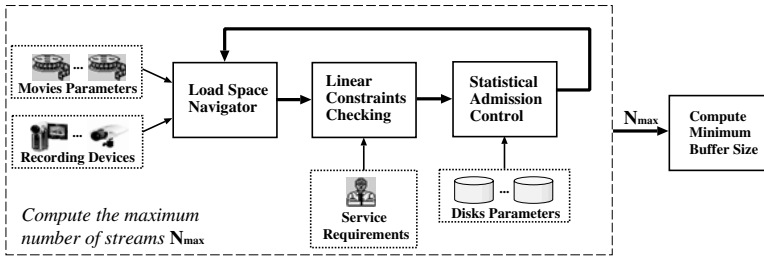 ...
Movies Parameters
...
Recording Devices
Load Space
Navigator
Linear
Constraints
Checking
Statistical
Admission
Control
Service
Requirements
...
Disks Parameters
Compute the maximum
number of streams Nmax
Nmax
Compute
Minimum
Buffer Size